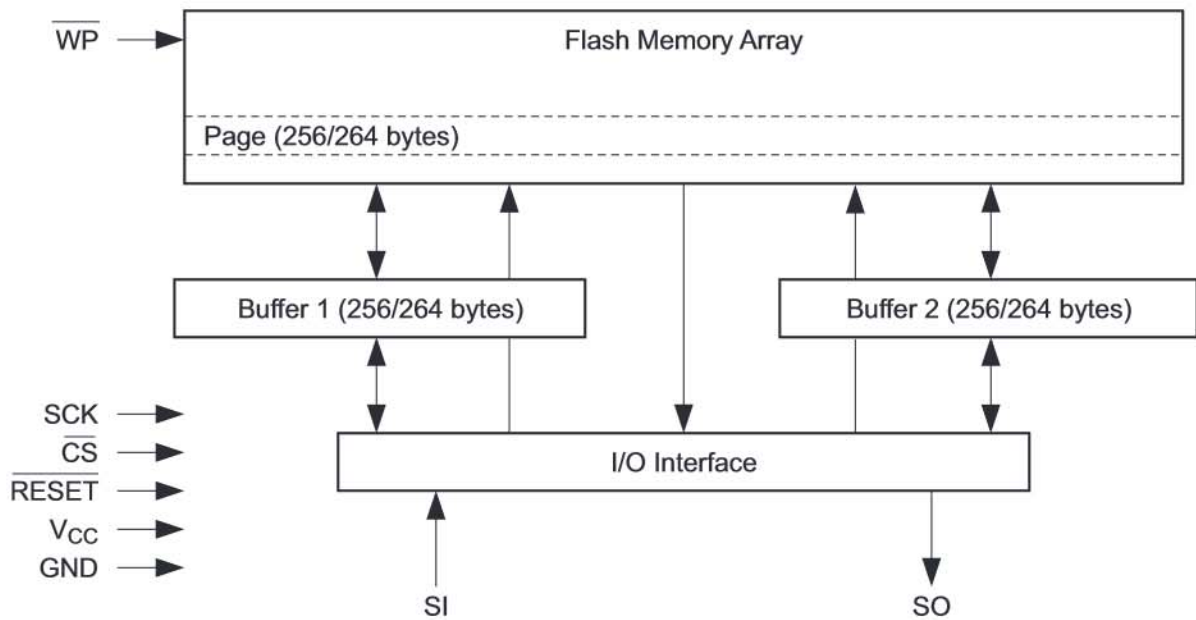 WP
Flash Memory Array
Page (256/264 bytes)
Buffer 1 (256/264 bytes)
Buffer 2 (256/264 bytes)
SCK
CS
RESET
VCC
GND
I/O Interface
SI
SO